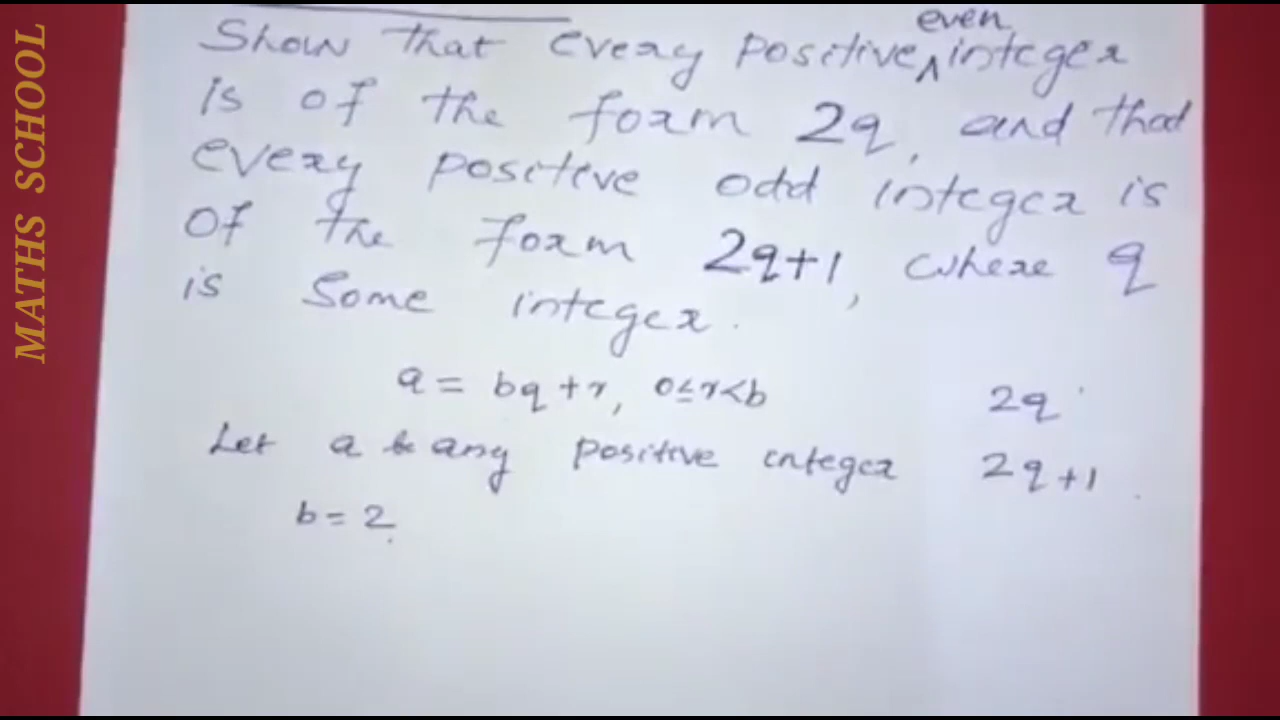 MATHS SCHOOL
Show that every positive even integer
is of the form 2q, and that
every positive odd integer is
of the form 2q+1, where q
is some integer.
a = bq + r, 0≤r<b 2q
Let a be any positive integer 2q+1
b = 2